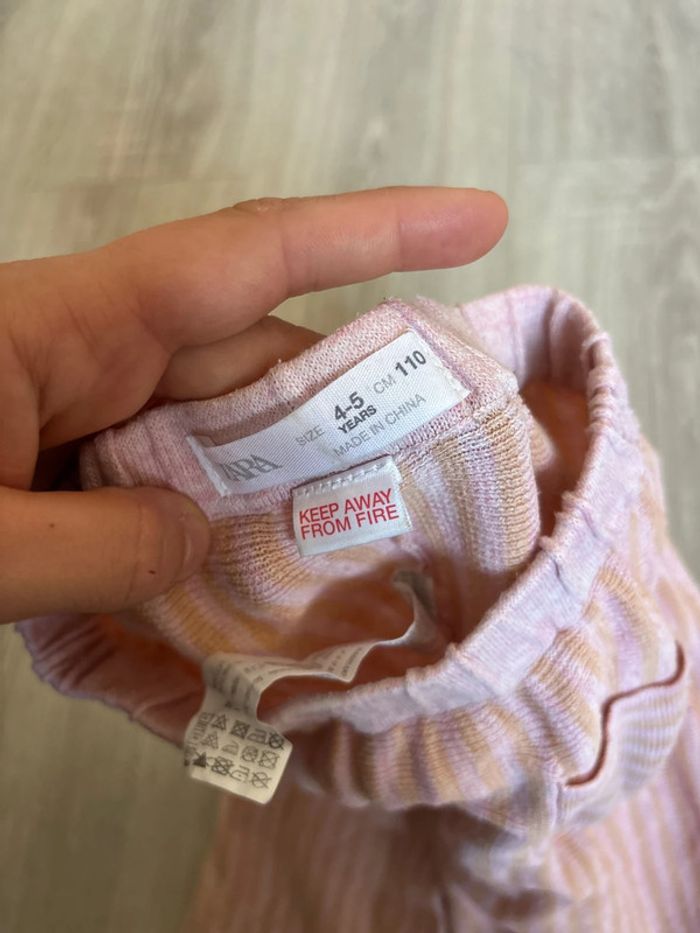 ZARA
SIZE 4-5 YEARS CM 110
MADE IN CHINA
KEEP AWAY
FROM FIRE